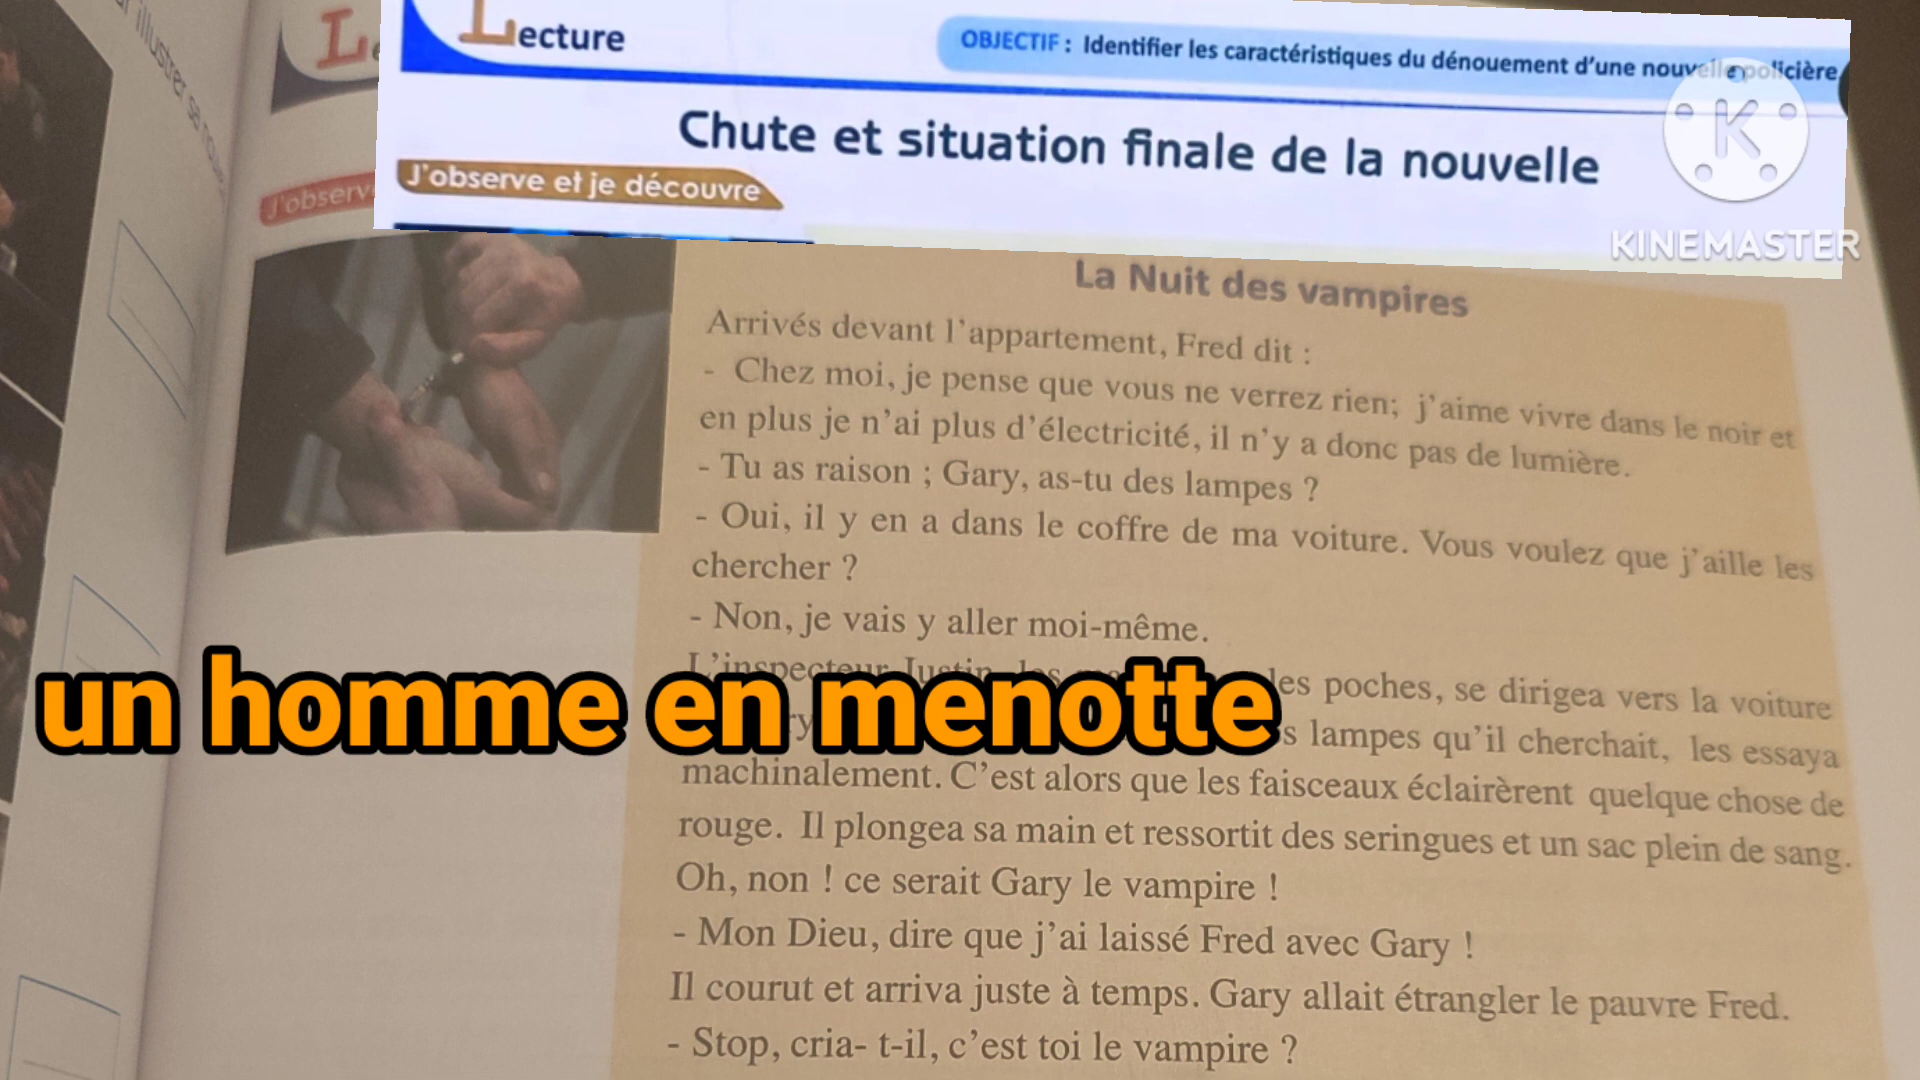 Lecture
OBJECTIF : Identifier les caractéristiques du dénouement d'une nouvelle policière
Chute et situation finale de la nouvelle
J'observe et je découvre
J'observ
KINEMASTER
La Nuit des vampires
Arrivés devant l'appartement, Fred dit :
- Chez moi, je pense que vous ne verrez rien; j'aime vivre dans le noir et
en plus je n'ai plus d'électricité, il n'y a donc pas de lumière.
- Tu as raison ; Gary, as-tu des lampes ?
- Oui, il y en a dans le coffre de ma voiture. Vous voulez que j'aille les
chercher ?
- Non, je vais y aller moi-même.
L'inspecteur Justin, les poches, se dirigea vers la voiture
un homme en menotte
lampes qu'il cherchait, les essaya
machinalement. C'est alors que les faisceaux éclairèrent quelque chose de
rouge. Il plongea sa main et ressortit des seringues et un sac plein de sang.
Oh, non ! ce serait Gary le vampire !
- Mon Dieu, dire que j'ai laissé Fred avec Gary !
Il courut et arriva juste à temps. Gary allait étrangler le pauvre Fred.
- Stop, cria- t-il, c'est toi le vampire ?